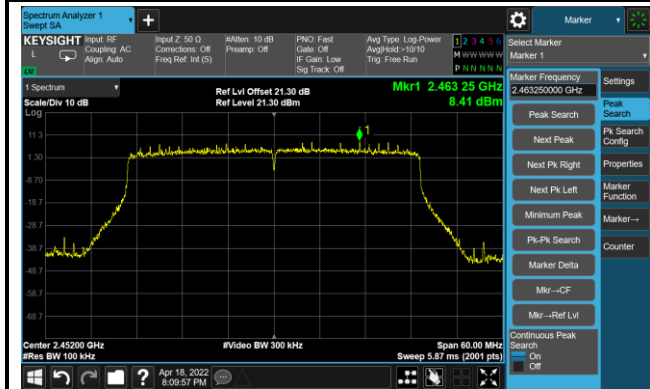 Spectrum Analyzer 1
Swept SA
+
Marker
KEYSIGHT
L
Input: RF
Coupling: AC
Align: Auto
Input Z: 50 Ω
Corrections: Off
Freq Ref: Int (S)
#Atten: 10 dB
Preamp: Off
PNO: Fast
Gate: Off
IF Gain: Low
Sig Track: Off
Avg Type: Log-Power
Avg|Hold:>10/10
Trig: Free Run
1 2 3 4 5 6
M W W W W W
P N N N N N
Select Marker
Marker 1
1 Spectrum
Scale/Div 10 dB
Log
Ref Lvl Offset 21.30 dB
Ref Level 21.30 dBm
Mkr1 2.463 25 GHz
8.41 dBm
1
11.3
1.30
-8.70
-18.7
-28.7
-38.7
-48.7
-58.7
-68.7
Center 2.45200 GHz
#Res BW 100 kHz
#Video BW 300 kHz
Span 60.00 MHz
Sweep 5.87 ms (2001 pts)
Marker Frequency
2.463250000 GHz
Peak Search
Next Peak
Next Pk Right
Next Pk Left
Minimum Peak
Pk-Pk Search
Marker Delta
Mkr→CF
Mkr→Ref Lvl
Continuous Peak
Search
On
Off
Settings
Peak
Search
Pk Search
Config
Properties
Marker
Function
Marker→
Counter
?
Apr 18, 2022
8:09:57 PM